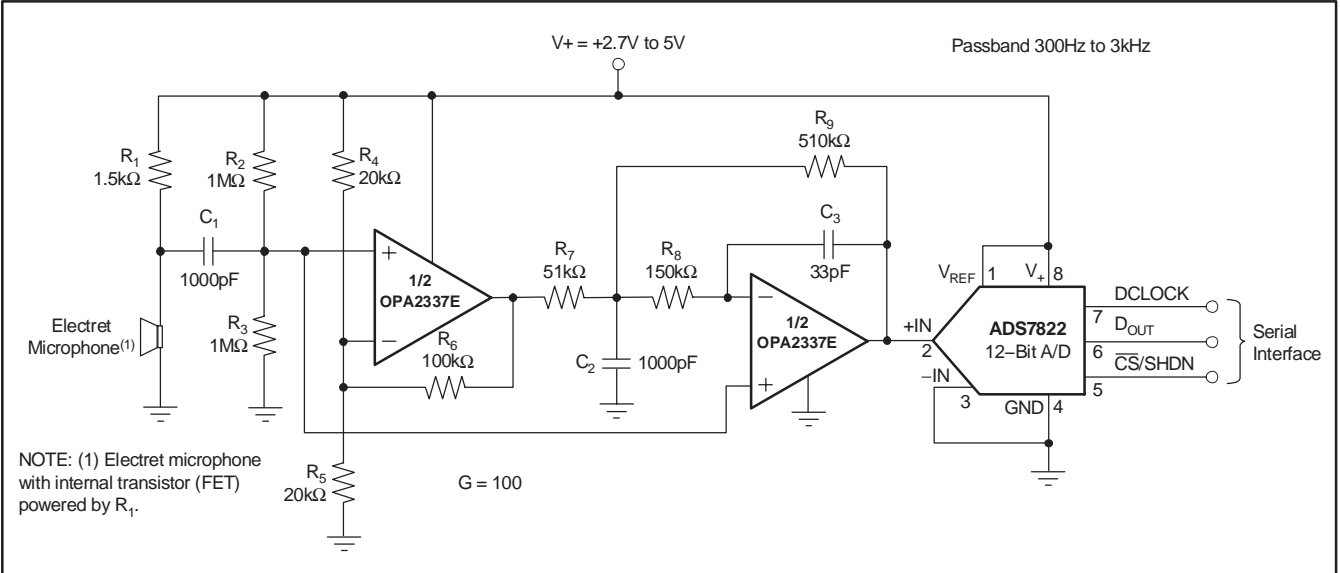 V+ = +2.7V to 5V
Passband 300Hz to 3kHz
R1
1.5kΩ
R2
1MΩ
R4
20kΩ
R9
510kΩ
C1
1000pF
C3
33pF
R7
51kΩ
R8
150kΩ
+
1/2
OPA2337E
−
R3
1MΩ
R6
100kΩ
C2
1000pF
−
1/2
OPA2337E
+
Electret
Microphone(1)
VREF
1
V+
8
+IN
2
ADS7822
12−Bit A/D
−IN
3
GND
4
DCLOCK
7
DOUT
6
CS/SHDN
5
Serial
Interface
R5
20kΩ
G = 100
NOTE: (1) Electret microphone
with internal transistor (FET)
powered by R1.